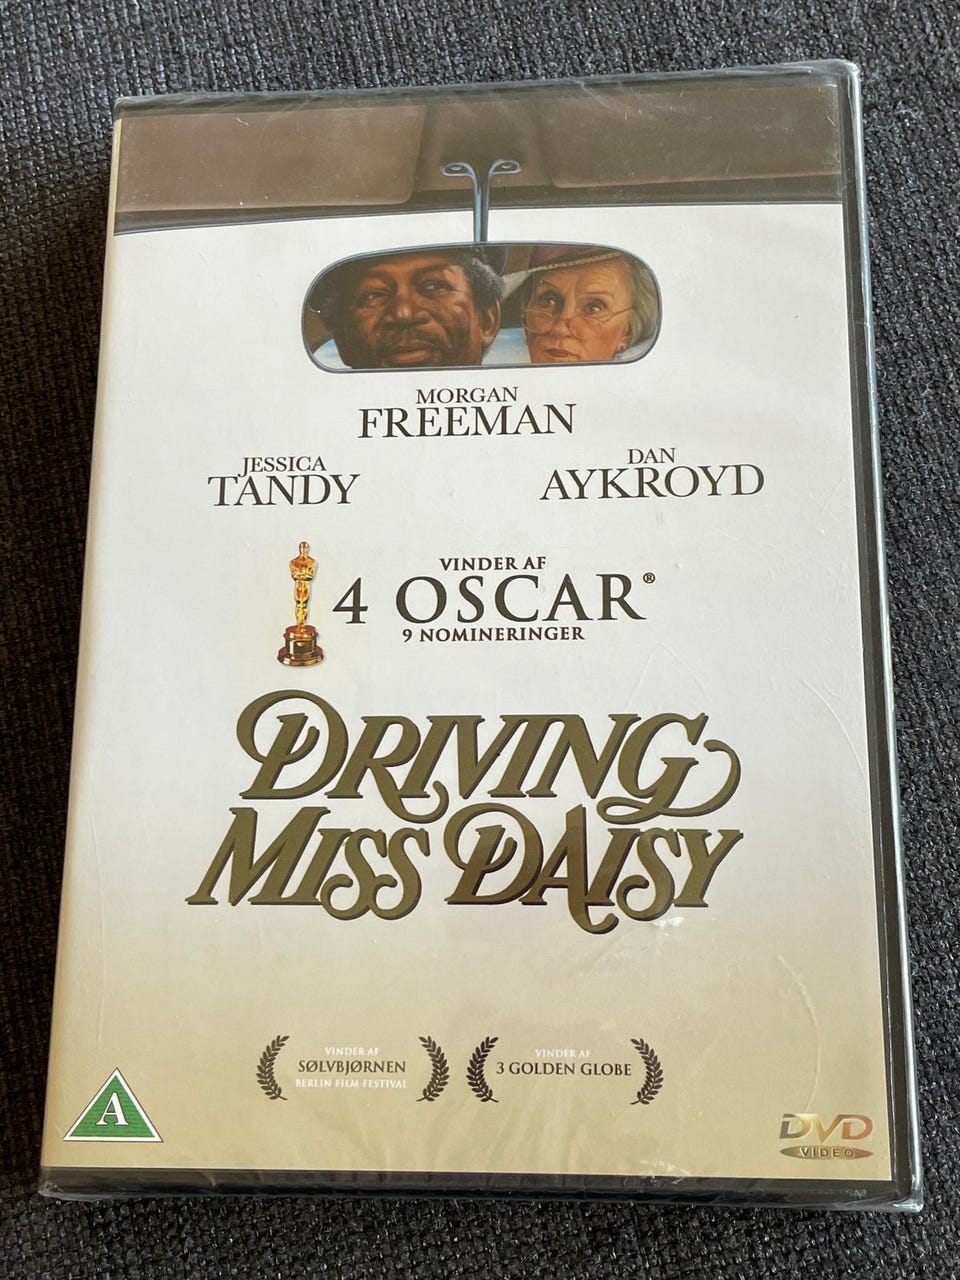 MORGAN
FREEMAN
JESSICA
TANDY
DAN
AYKROYD
VINDER AF
4 OSCAR®
9 NOMINERINGER
DRIVING
MISS DAISY
VINDER AF
SØLVBJØRNEN
BERLIN FILM FESTIVAL
VINDER AF
3 GOLDEN GLOBE
A
DVD
VIDEO